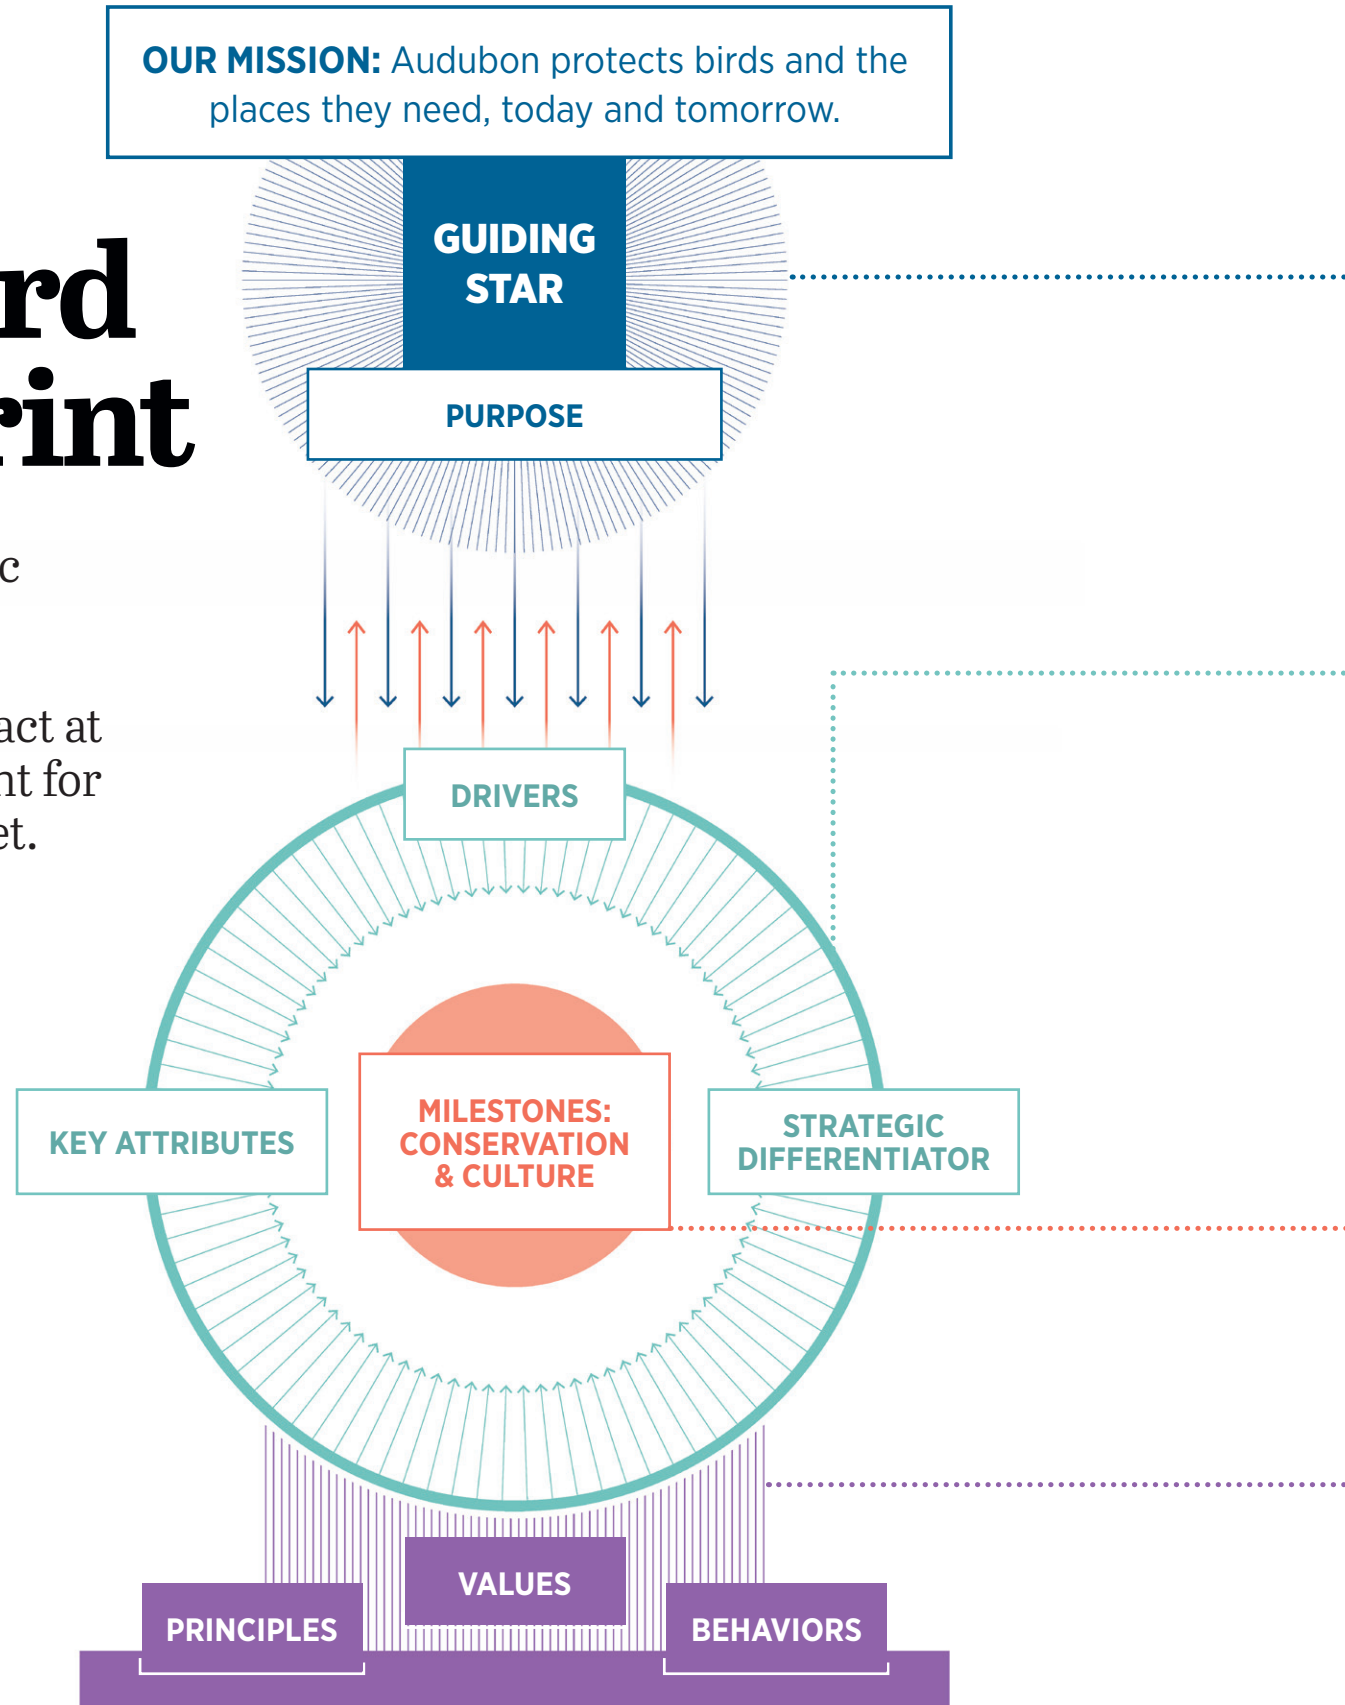 OUR MISSION: Audubon protects birds and the
places they need, today and tomorrow.
GUIDING
STAR
PURPOSE
rd
rint
c
act at
nt for
et.
DRIVERS
KEY ATTRIBUTES
MILESTONES:
CONSERVATION
& CULTURE
STRATEGIC
DIFFERENTIATOR
VALUES
PRINCIPLES
BEHAVIORS